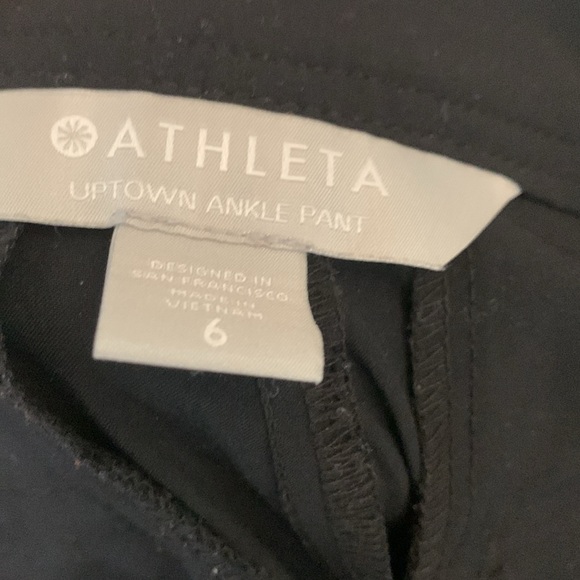 ATHLETA
UPTOWN ANKLE PANT
DESIGNED IN
SAN FRANCISCO
MADE IN
VIETNAM
6